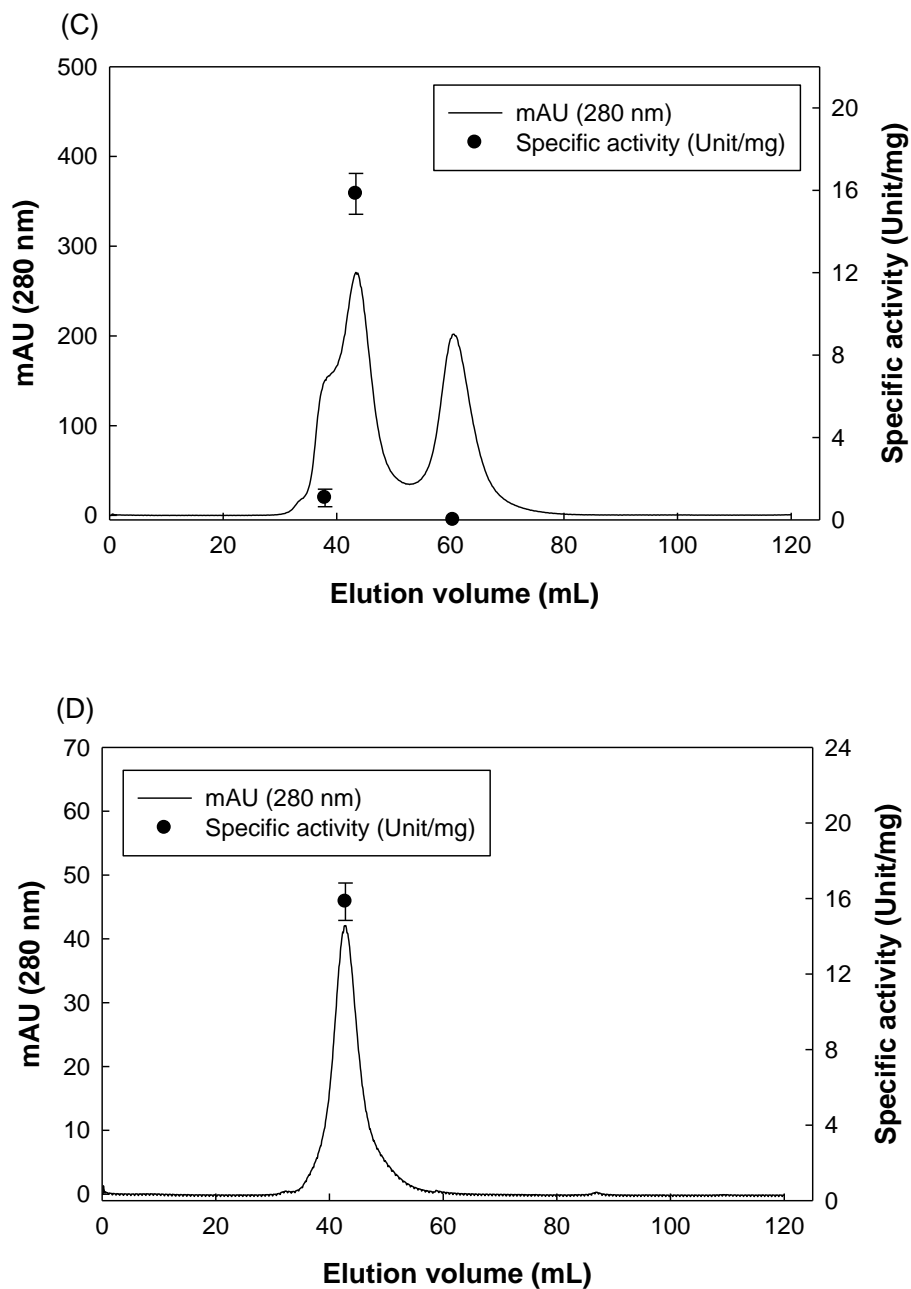 (C)
500
400
300
200
100
0
mAU (280 nm)
mAU (280 nm)
Specific activity (Unit/mg)
20
16
12
8
4
0
Specific activity (Unit/mg)
0 20 40 60 80 100 120
Elution volume (mL)
(D)
70
60
50
40
30
20
10
0
mAU (280 nm)
mAU (280 nm)
Specific activity (Unit/mg)
24
20
16
12
8
4
0
Specific activity (Unit/mg)
0 20 40 60 80 100 120
Elution volume (mL)